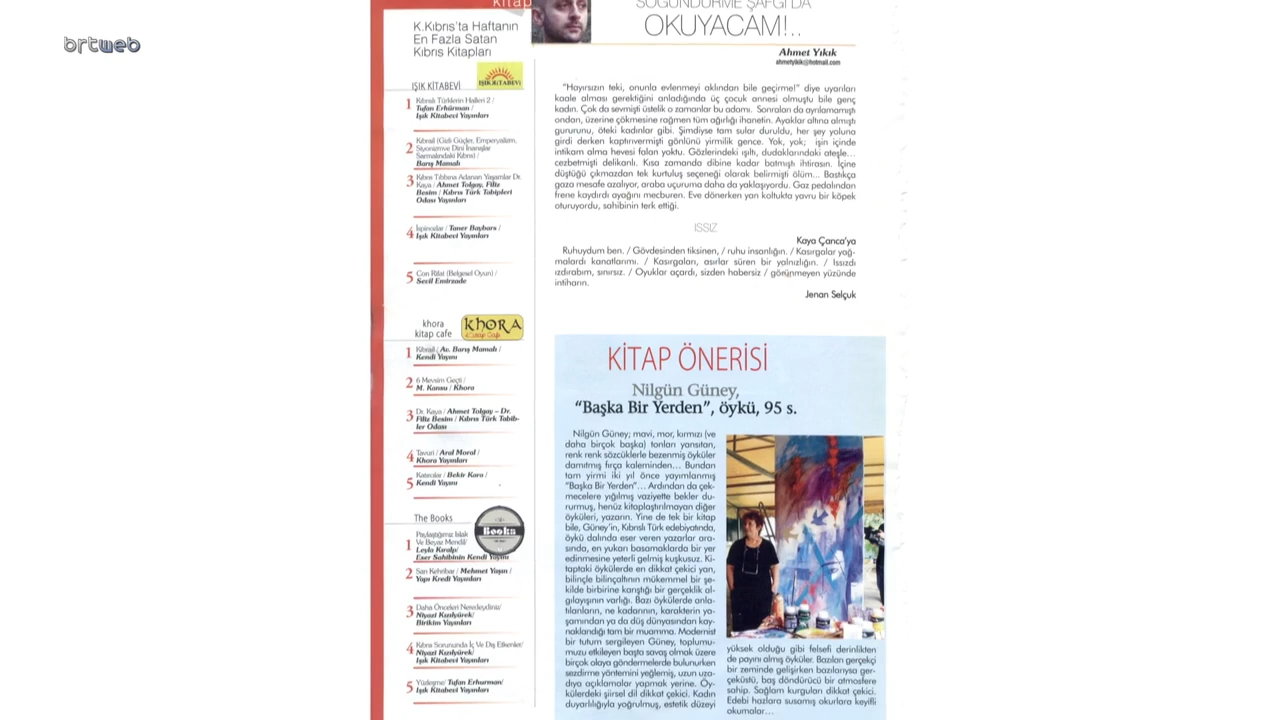 brtweb
kitap
K.Kıbrıs'ta Haftanın
En Fazla Satan
Kıbrıs Kitapları
IŞIK KİTABEVİ
IŞIK KİTABEVİ
1 Kıbrıslı Türklerin Halleri 2 /
Tufan Erhürman /
Işık Kitabevi Yayınları
2 Kıbrısil (Gizli Güçler, Emperyalizm,
Siyonizm ve Dini İnanışlar
Sarmalındaki Kıbrıs) /
Barış Mamalı
3 Kıbrıs Tıbbına Adanan Yaşamlar Dr.
Kaya / Ahmet Tolgay, Filiz
Besim / Kıbrıs Türk Tabipleri
Odası Yayınları
4 İspinozlar / Taner Baybars /
Işık Kitabevi Yayınları
5 Con Rifat (Belgesel Oyun) /
Sevil Emirzade
khora
kitap cafe
KHORA
Kitap Cafe
1 Kıbrısil / Av. Barış Mamalı /
Kendi Yayını
2 6 Mevsim Geçti /
M. Kansu / Khora
3 Dr. Kaya / Ahmet Tolgay – Dr.
Filiz Besim / Kıbrıs Türk Tabib-
ler Odası
4 Tavuri / Aral Moral /
Khora Yayınları
5 Karavolar / Bekir Kara /
Kendi Yayını
The Books
Books
1 Paylaştığımız Islak
Ve Beyaz Mendil/
Leyla Kıralp/
Eser Sahibinin Kendi Yayını
2 Sarı Kehribar / Mehmet Yaşın /
Yapı Kredi Yayınları
3 Daha Önceleri Neredeydiniz/
Niyazi Kızılyürek/
Birikim Yayınları
4 Kıbrıs Sorununda İç Ve Dış Etkenler/
Niyazi Kızılyürek/
Işık Kitabevi Yayınları
5 Yüzleşme/ Tufan Erhurman/
Işık Kitabevi Yayınları
SÖGÜNDÜRME ŞAFGI DA
OKUYACAM!..
Ahmet Yıkık
ahmetyikik@hotmail.com
"Hayırsızın teki, onunla evlenmeyi aklından bile geçirme!" diye uyarıları
kaale alması gerektiğini anladığında üç çocuk annesi olmuştu bile genç
kadın. Çok da sevmişti üstelik o zamanlar bu adamı. Sonraları da ayrılamamıştı
ondan, üzerine çökmesine rağmen tüm ağırlığı ihanetin. Ayaklar altına almıştı
gururunu, öteki kadınlar gibi. Şimdiyse tam sular duruldu, her şey yoluna
girdi derken kaptırıvermişti gönlünü yirmilik gence. Yok, yok; işin içinde
intikam alma hevesi falan yoktu. Gözlerindeki ışıltı, dudaklarındaki ateşle...
cezbetmişti delikanlı. Kısa zamanda dibine kadar batmıştı ihtirasın. İçine
düştüğü çıkmazdan tek kurtuluş seçeneği olarak belirmişti ölüm... Bastıkça
gaza mesafe azalıyor, araba uçuruma daha da yaklaşıyordu. Gaz pedalından
frene kaydırdı ayağını mecburen. Eve dönerken yan koltukta yavru bir köpek
oturuyordu, sahibinin terk ettiği.
ISSIZ
Kaya Çanca'ya
Ruhuydum ben. / Gövdesinden tiksinen, / ruhu insanlığın. / Kasırgalar yağ-
malardı kanatlarımı. / Kasırgaları, asırlar süren bir yalnızlığın. / Issızdı
ızdırabım, sınırsız. / Oyuklar açardı, sizden habersiz / görünmeyen yüzünde
intiharın.
Jenan Selçuk
KİTAP ÖNERİSİ
Nilgün Güney,
"Başka Bir Yerden", öykü, 95 s.
Nilgün Güney; mavi, mor, kırmızı (ve
daha birçok başka) tonları yansıtan,
renk renk sözcüklerle bezenmiş öyküler
damıtmış fırça kaleminden... Bundan
tam yirmi iki yıl önce yayımlanmış
"Başka Bir Yerden"... Ardından da çek-
mecelere yığılmış vaziyette bekler du-
rurmuş, henüz kitaplaştırılmayan diğer
öyküleri, yazarın. Yine de tek bir kitap
bile, Güney'in, Kıbrıslı Türk edebiyatında,
öykü dalında eser veren yazarlar ara-
sında, en yukarı basamaklarda bir yer
edinmesine yeterli gelmiş kuşkusuz. Ki-
taptaki öykülerde en dikkat çekici yan,
bilinçle bilinçaltının mükemmel bir şe-
kilde birbirine karıştığı bir gerçeklik al-
gılayışının varlığı. Bazı öykülerde anla-
tılanların, ne kadarının, karakterin ya-
şamından ya da düş dünyasından kay-
naklandığı tam bir muamma. Modernist
bir tutum sergileyen Güney, toplumu-
muzu etkileyen başta savaş olmak üzere
birçok olaya göndermelerde bulunurken
sezdirme yöntemini yeğlemiş, uzun uza-
dıya açıklamalar yapmak yerine. Öy-
külerdeki şiirsel dil dikkat çekici. Kadın
duyarlılığıyla yoğrulmuş, estetik düzeyi
yüksek olduğu gibi felsefi derinlikten
de payını almış öyküler. Bazıları gerçekçi
bir zeminde gelişirken bazılarıysa ger-
çeküstü, baş döndürücü bir atmosfere
sahip. Sağlam kurguları dikkat çekici.
Edebi hazlara susamış okurlara keyifli
okumalar...